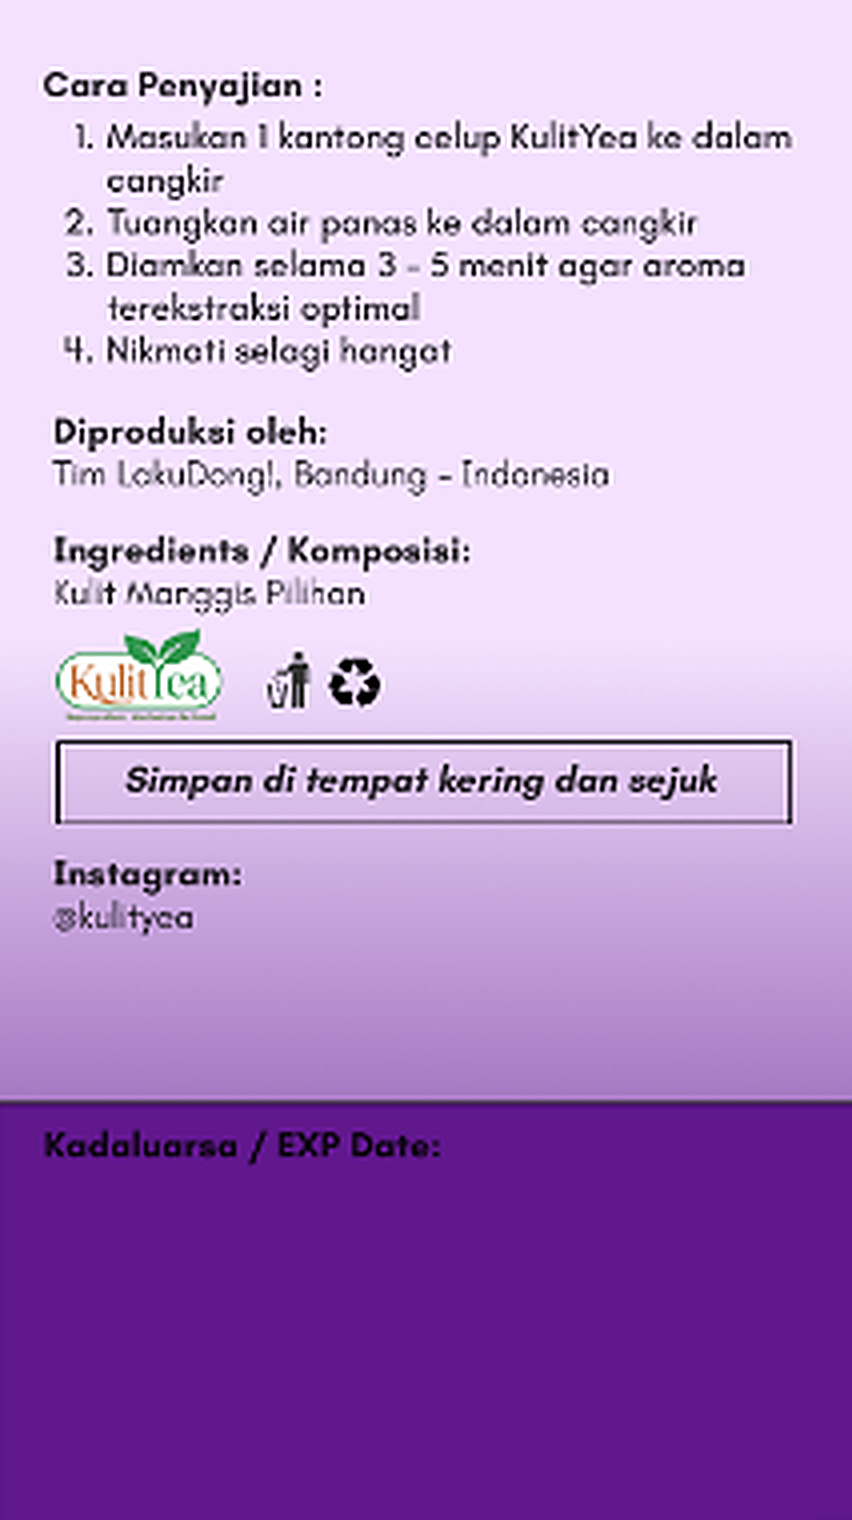 Cara Penyajian :
1. Masukan 1 kantong celup KulitYea ke dalam
cangkir
2. Tuangkan air panas ke dalam cangkir
3. Diamkan selama 3 - 5 menit agar aroma
terekstraksi optimal
4. Nikmati selagi hangat
Diproduksi oleh:
Tim LakuDong!, Bandung - Indonesia
Ingredients / Komposisi:
Kulit Manggis Pilihan
KulitYea
Simpan di tempat kering dan sejuk
Instagram:
@kulityea
Kadaluarsa / EXP Date: